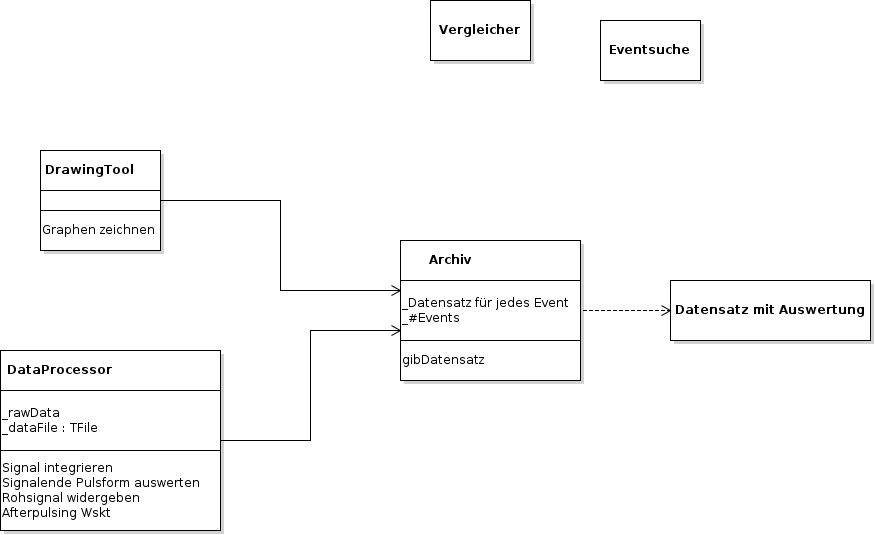 Vergleicher
Eventsuche
DrawingTool
Graphen zeichnen
Archiv
_Datensatz für jedes Event
_#Events
gibDatensatz
Datensatz mit Auswertung
DataProcessor
_rawData
_dataFile : TFile
Signal integrieren
Signalende Pulsform auswerten
Rohsignal widergeben
Afterpulsing Wskt